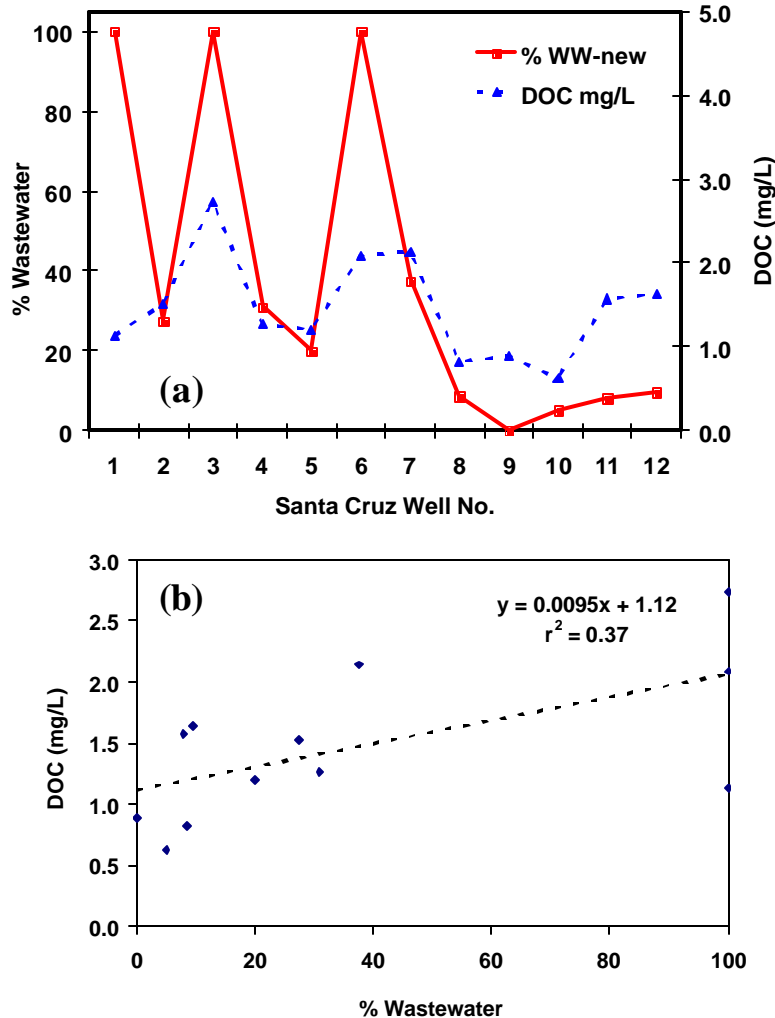 100
80
60
40
20
0
% Wastewater
% WW-new
DOC mg/L
5.0
4.0
3.0
2.0
1.0
0.0
DOC (mg/L)
(a)
1 2 3 4 5 6 7 8 9 10 11 12
Santa Cruz Well No.
3.0
2.5
2.0
1.5
1.0
0.5
0.0
DOC (mg/L)
(b)
y = 0.0095x + 1.12
r² = 0.37
0 20 40 60 80 100
% Wastewater